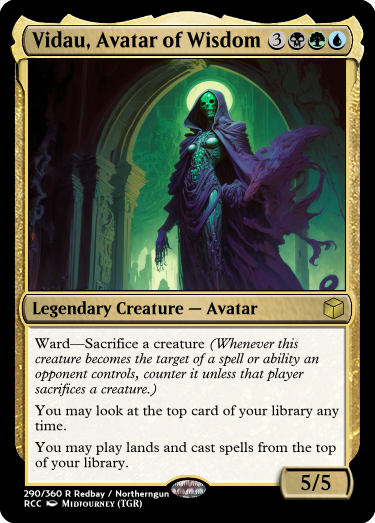 Vidau, Avatar of Wisdom 3
Legendary Creature — Avatar
Ward—Sacrifice a creature (Whenever this
creature becomes the target of a spell or ability an
opponent controls, counter it unless that player
sacrifices a creature.)
You may look at the top card of your library any
time.
You may play lands and cast spells from the top
of your library.
5/5
290/360 R Redbay / Northerngun
RCC Midjourney (TGR)